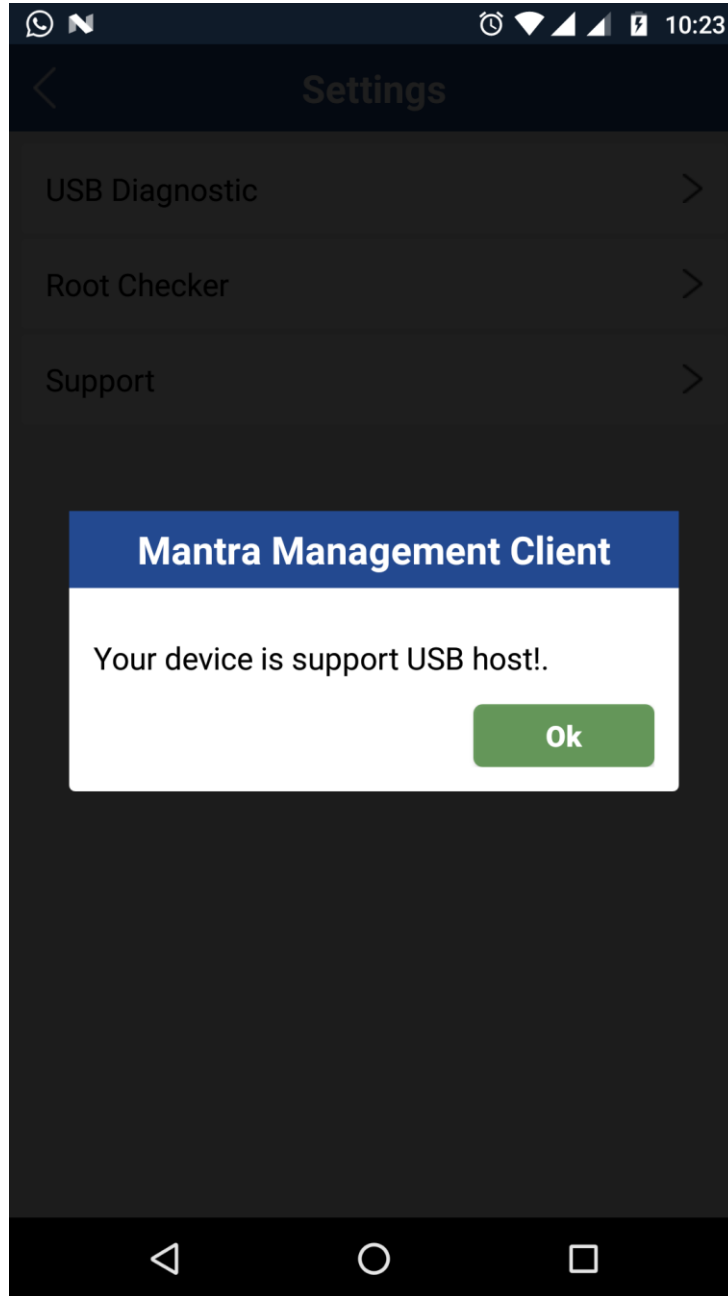 10:23
Settings
USB Diagnostic
Root Checker
Support
Mantra Management Client
Your device is support USB host!.
Ok